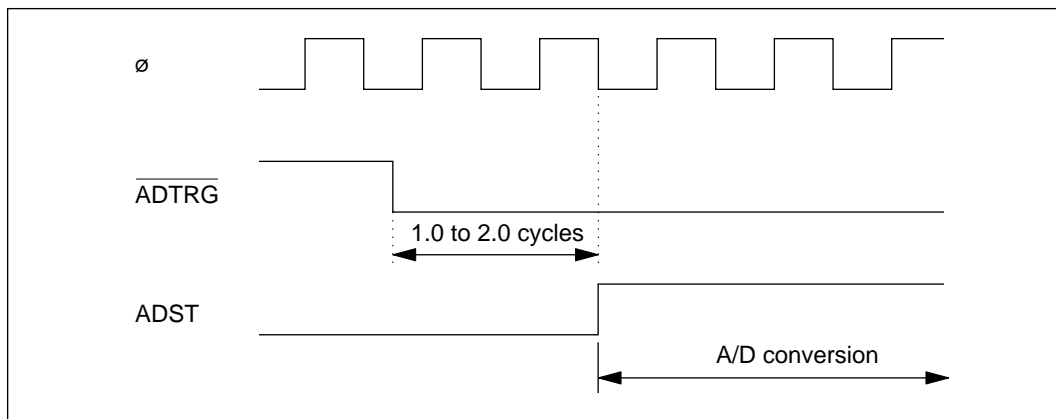 ø
ADTRG
1.0 to 2.0 cycles
ADST
A/D conversion